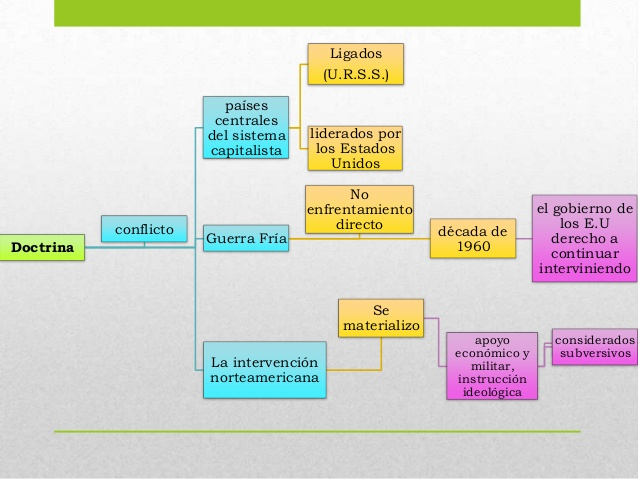 Doctrina
conflicto
países
centrales
del sistema
capitalista
Ligados
(U.R.S.S.)
liderados por
los Estados
Unidos
Guerra Fría
No
enfrentamiento
directo
década de
1960
el gobierno de
los E.U
derecho a
continuar
interviniendo
La intervención
norteamericana
Se
materializo
apoyo
económico y
militar,
instrucción
ideológica
considerados
subversivos